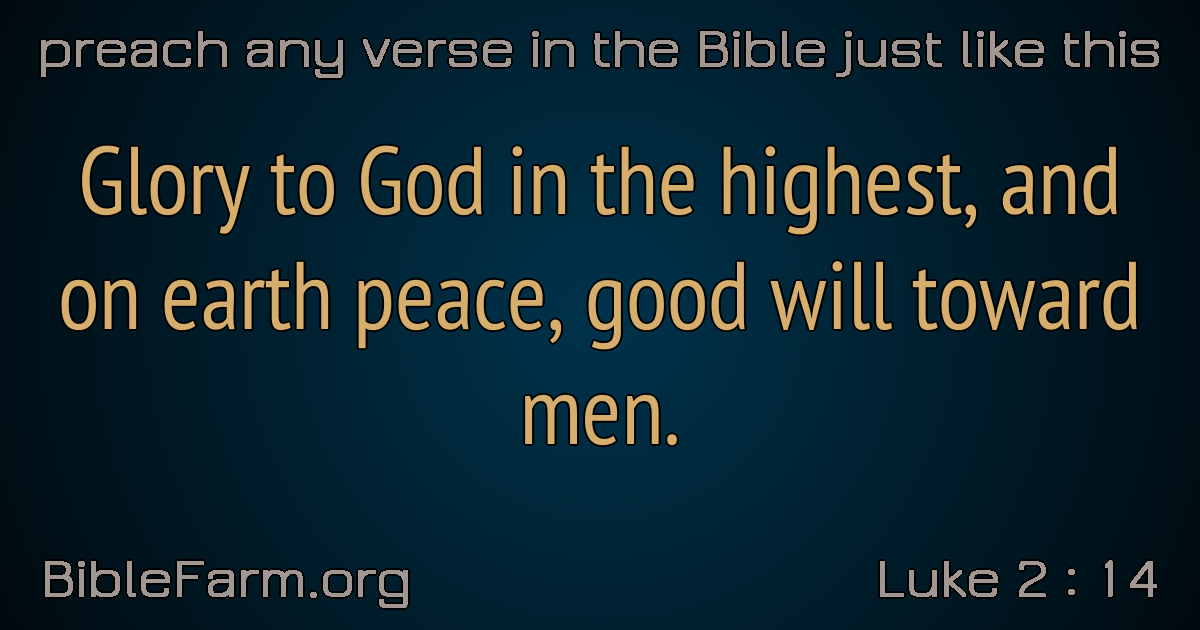 preach any verse in the Bible just like this
Glory to God in the highest, and
on earth peace, good will toward
men.
BibleFarm.org
Luke 2 : 14